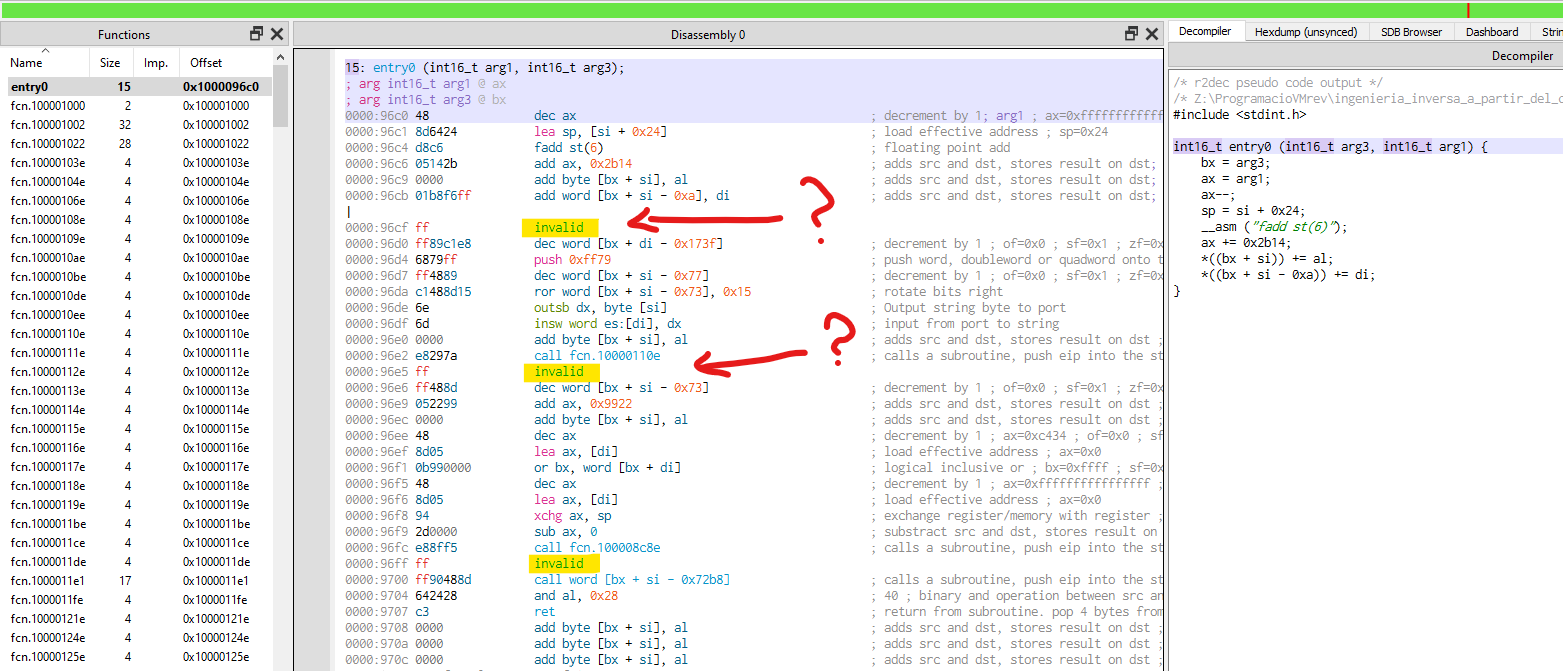 Functions
Disassembly 0
Decompiler
Hexdump (unsynced)
SDB Browser
Dashboard
Decompiler
Name Size Imp. Offset
entry0 15 0x1000096c0
fcn.100001000 2 0x100001000
fcn.100001002 32 0x100001002
fcn.100001022 28 0x100001022
fcn.10000103e 4 0x10000103e
fcn.10000104e 4 0x10000104e
fcn.10000106e 4 0x10000106e
fcn.10000108e 4 0x10000108e
fcn.10000109e 4 0x10000109e
fcn.1000010ae 4 0x1000010ae
fcn.1000010be 4 0x1000010be
fcn.1000010de 4 0x1000010de
fcn.1000010ee 4 0x1000010ee
fcn.10000110e 4 0x10000110e
fcn.10000111e 4 0x10000111e
fcn.10000112e 4 0x10000112e
fcn.10000113e 4 0x10000113e
fcn.10000114e 4 0x10000114e
fcn.10000115e 4 0x10000115e
fcn.10000116e 4 0x10000116e
fcn.10000117e 4 0x10000117e
fcn.10000118e 4 0x10000118e
fcn.10000119e 4 0x10000119e
fcn.1000011be 4 0x1000011be
fcn.1000011ce 4 0x1000011ce
fcn.1000011de 4 0x1000011de
fcn.1000011e1 17 0x1000011e1
fcn.1000011fe 4 0x1000011fe
fcn.10000121e 4 0x10000121e
fcn.10000124e 4 0x10000124e
fcn.10000125e 4 0x10000125e
15: entry0 (int16_t arg1, int16_t arg3);
; arg int16_t arg1 @ ax
; arg int16_t arg3 @ bx
0000:96c0 48 dec ax ; decrement by 1; arg1 ; ax=0xffffffffffff
0000:96c1 8d6424 lea sp, [si + 0x24] ; load effective address ; sp=0x24
0000:96c4 d8c6 fadd st(6) ; floating point add
0000:96c6 05142b add ax, 0x2b14 ; adds src and dst, stores result on dst;
0000:96c9 0000 add byte [bx + si], al ; adds src and dst, stores result on dst;
0000:96cb 01b8f6ff add word [bx + si - 0xa], di ; adds src and dst, stores result on dst;
?
0000:96cf ff invalid
0000:96d0 ff89c1e8 dec word [bx + di - 0x173f] ; decrement by 1 ; of=0x0 ; sf=0x1 ; zf=0x
0000:96d4 6879ff push 0xff79 ; push word, doubleword or quadword onto t
0000:96d7 ff4889 dec word [bx + si - 0x77] ; decrement by 1 ; of=0x0 ; sf=0x1 ; zf=0x
0000:96da c1488d15 ror word [bx + si - 0x73], 0x15 ; rotate bits right
0000:96de 6e outsb dx, byte [si] ; Output string byte to port
0000:96df 6d insw word es:[di], dx ; input from port to string
?
0000:96e0 0000 add byte [bx + si], al ; adds src and dst, stores result on dst ;
0000:96e2 e8297a call fcn.10000110e ; calls a subroutine, push eip into the st
0000:96e5 ff invalid
0000:96e6 ff488d dec word [bx + si - 0x73] ; decrement by 1 ; of=0x0 ; sf=0x1 ; zf=0x
0000:96e9 052299 add ax, 0x9922 ; adds src and dst, stores result on dst ;
0000:96ec 0000 add byte [bx + si], al ; adds src and dst, stores result on dst ;
0000:96ee 48 dec ax ; decrement by 1 ; ax=0xc434 ; of=0x0 ; sf
0000:96ef 8d05 lea ax, [di] ; load effective address ; ax=0x0
0000:96f1 0b990000 or bx, word [bx + di] ; logical inclusive or ; bx=0xffff ; sf=0x
0000:96f5 48 dec ax ; decrement by 1 ; ax=0xffffffffffffffff ;
0000:96f6 8d05 lea ax, [di] ; load effective address ; ax=0x0
0000:96f8 94 xchg ax, sp ; exchange register/memory with register ;
0000:96f9 2d0000 sub ax, 0 ; substract src and dst, stores result on
0000:96fc e88ff5 call fcn.100008c8e ; calls a subroutine, push eip into the st
0000:96ff ff invalid
0000:9700 ff90488d call word [bx + si - 0x72b8] ; calls a subroutine, push eip into the st
0000:9704 642428 and al, 0x28 ; 40 ; binary and operation between src an
0000:9707 c3 ret ; return from subroutine. pop 4 bytes from
0000:9708 0000 add byte [bx + si], al ; adds src and dst, stores result on dst ;
0000:970a 0000 add byte [bx + si], al ; adds src and dst, stores result on dst ;
0000:970c 0000 add byte [bx + si], al ; adds src and dst, stores result on dst ;
/* r2dec pseudo code output */
/* Z:\ProgramacioVMrev\ingenieria_inversa_a_partir_del_c
#include <stdint.h>
int16_t entry0 (int16_t arg3, int16_t arg1) {
bx = arg3;
ax = arg1;
ax--;
sp = si + 0x24;
__asm ("fadd st(6)");
ax += 0x2b14;
*((bx + si)) += al;
*((bx + si - 0xa)) += di;
}